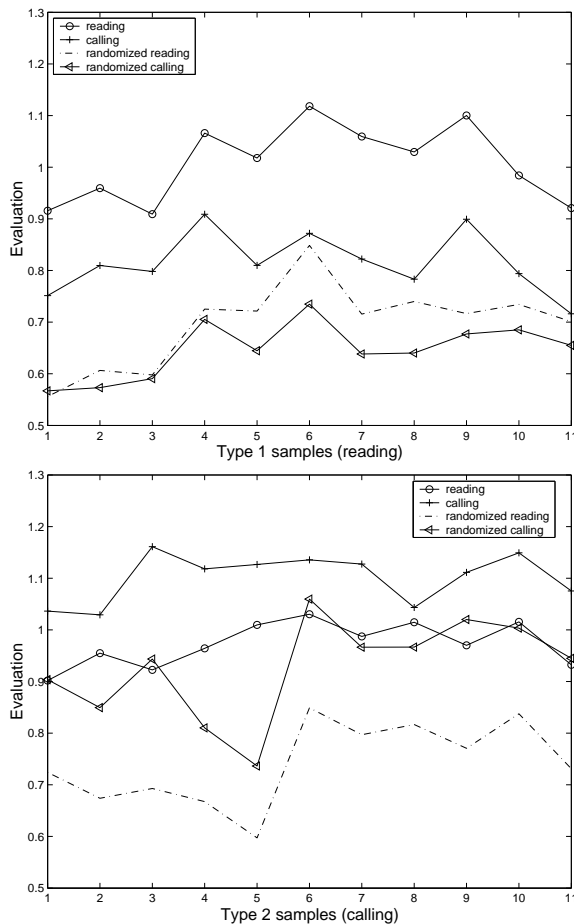 1.3
reading
calling
randomized reading
randomized calling
1.2
1.1
1
0.9
0.8
0.7
0.6
0.5
Evaluation
1 2 3 4 5 6 7 8 9 10 11
Type 1 samples (reading)
1.3
reading
calling
randomized reading
randomized calling
1.2
1.1
1
0.9
0.8
0.7
0.6
0.5
Evaluation
1 2 3 4 5 6 7 8 9 10 11
Type 2 samples (calling)